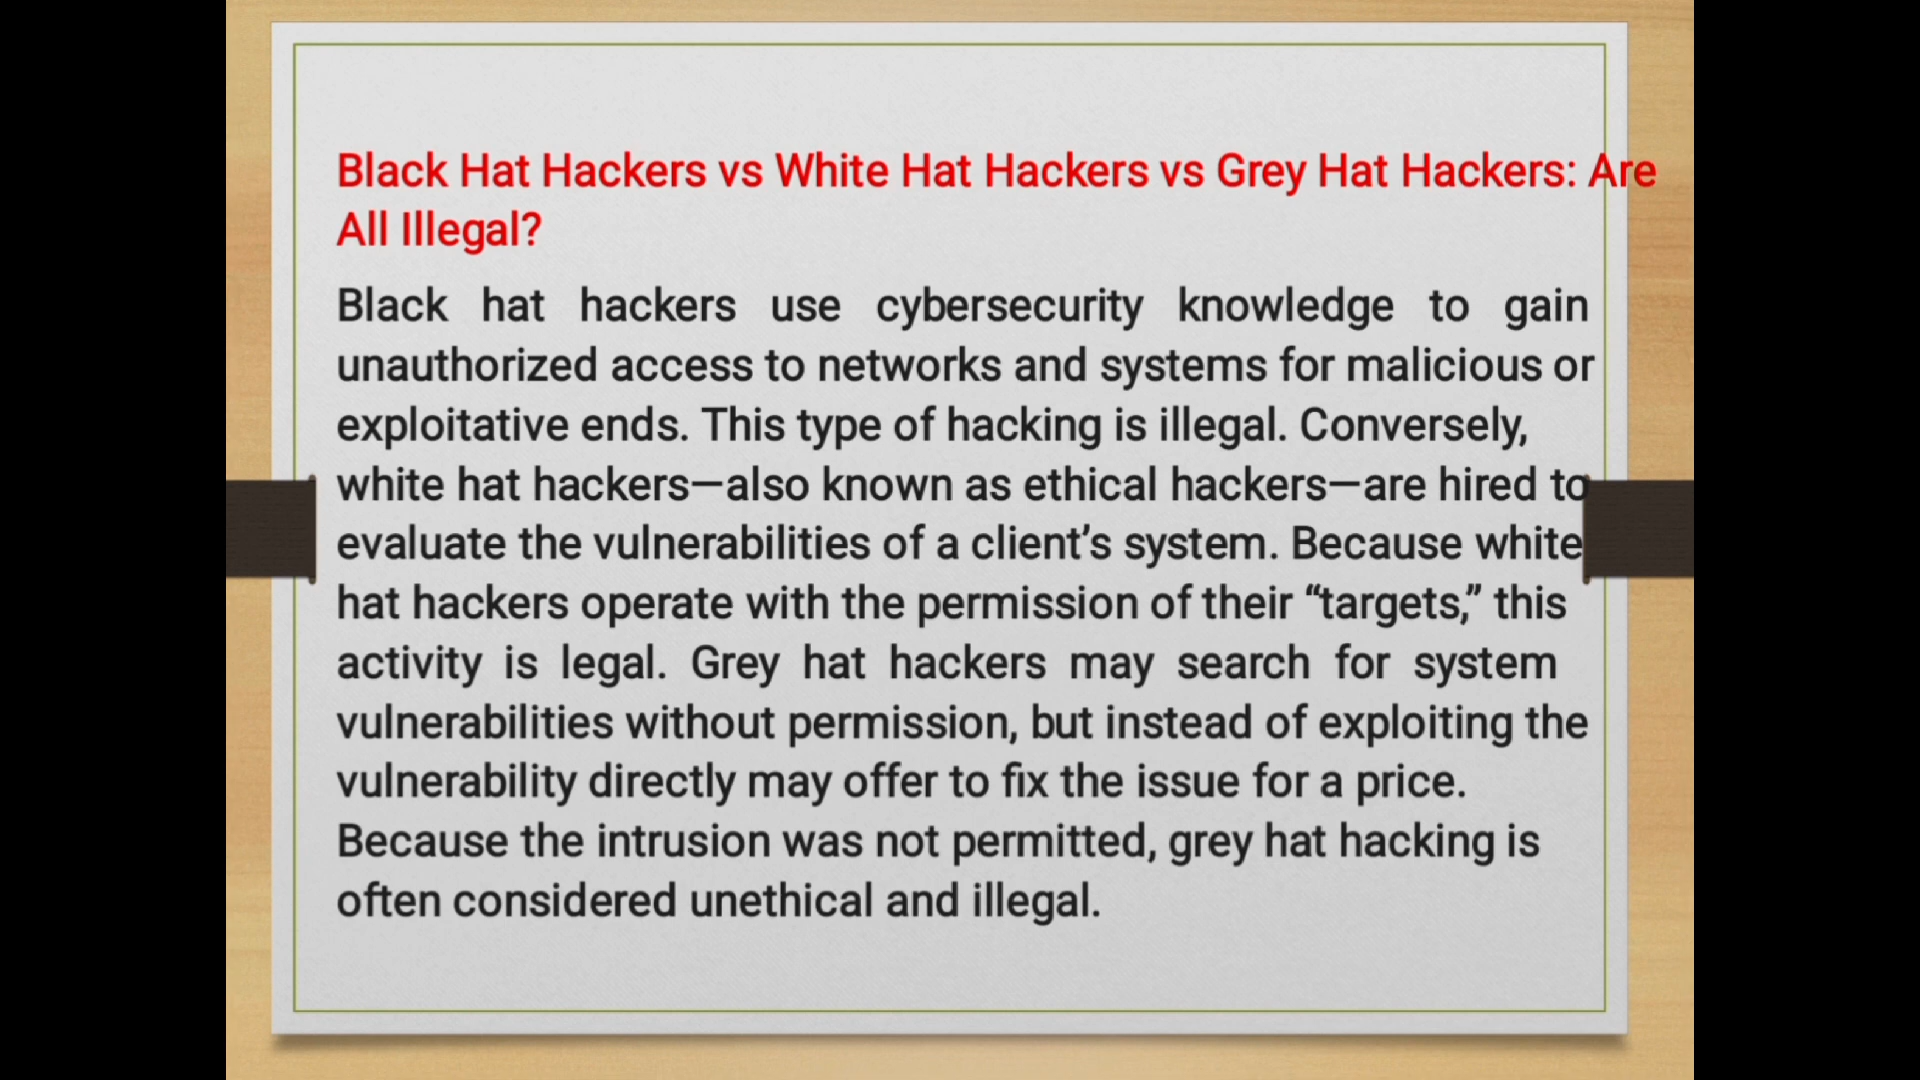 Black Hat Hackers vs White Hat Hackers vs Grey Hat Hackers: Are
All Illegal?
Black hat hackers use cybersecurity knowledge to gain
unauthorized access to networks and systems for malicious or
exploitative ends. This type of hacking is illegal. Conversely,
white hat hackers—also known as ethical hackers—are hired to
evaluate the vulnerabilities of a client’s system. Because white
hat hackers operate with the permission of their “targets,” this
activity is legal. Grey hat hackers may search for system
vulnerabilities without permission, but instead of exploiting the
vulnerability directly may offer to fix the issue for a price.
Because the intrusion was not permitted, grey hat hacking is
often considered unethical and illegal.